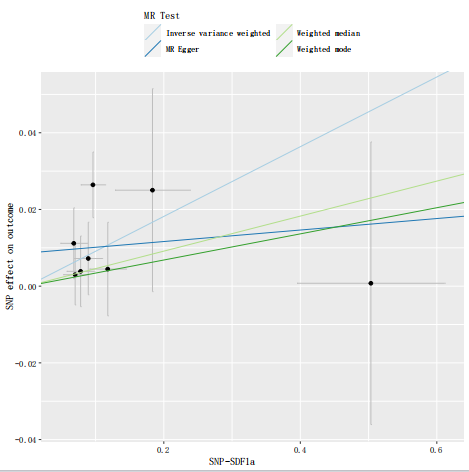 MR Test
Inverse variance weighted
Weighted median
MR Egger
Weighted mode
SNP effect on outcome
0.04
0.02
0.00
-0.02
-0.04
0.2
0.4
0.6
SNP-SDF1a